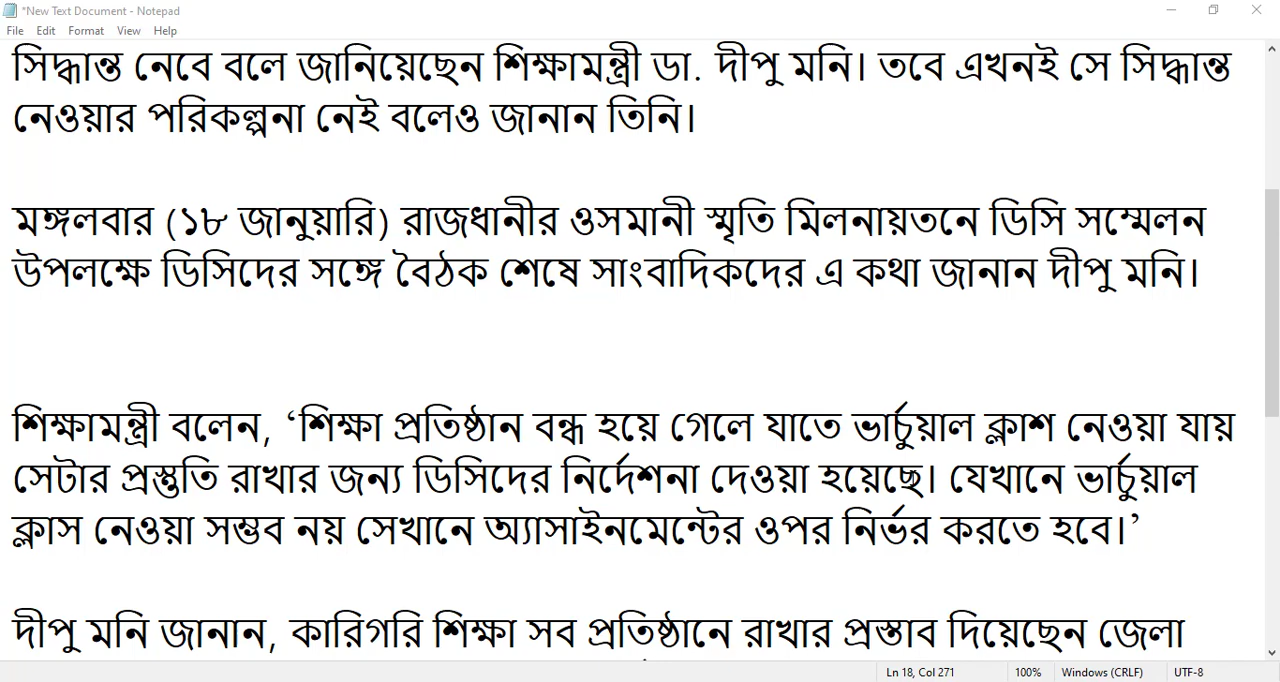 *New Text Document - Notepad
File Edit Format View Help
সিদ্ধান্ত নেবে বলে জানিয়েছেন শিক্ষামন্ত্রী ডা. দীপু মনি। তবে এখনই সে সিদ্ধান্ত
নেওয়ার পরিকল্পনা নেই বলেও জানান তিনি।
মঙ্গলবার (১৮ জানুয়ারি) রাজধানীর ওসমানী স্মৃতি মিলনায়তনে ডিসি সম্মেলন
উপলক্ষে ডিসিদের সঙ্গে বৈঠক শেষে সাংবাদিকদের এ কথা জানান দীপু মনি।
শিক্ষামন্ত্রী বলেন, ‘শিক্ষা প্রতিষ্ঠান বন্ধ হয়ে গেলে যাতে ভার্চুয়াল ক্লাশ নেওয়া যায়
সেটার প্রস্তুতি রাখার জন্য ডিসিদের নির্দেশনা দেওয়া হয়েছে। যেখানে ভার্চুয়াল
ক্লাস নেওয়া সম্ভব নয় সেখানে অ্যাসাইনমেন্টের ওপর নির্ভর করতে হবে।’
দীপু মনি জানান, কারিগরি শিক্ষা সব প্রতিষ্ঠানে রাখার প্রস্তাব দিয়েছেন জেলা
Ln 18, Col 271 100% Windows (CRLF) UTF-8